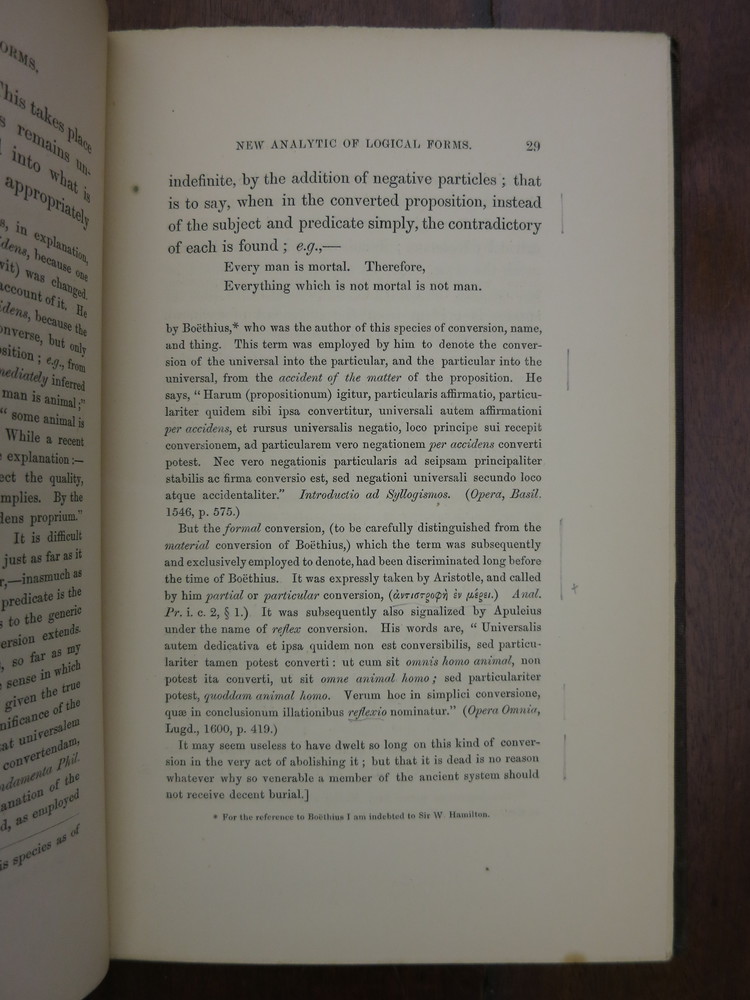 ORMS.
This takes place
s remains un-
into what is
appropriately
s, in explanation,
dens, because one
wit) was changed.
account of it. He
idens, because the
onverse, but only
osition; e.g., from
mediately inferred
man is animal;"
" some animal is
While a recent
explanation:—
ect the quality,
mplies. By the
dens proprium."
It is difficult
just as far as it
r,—inasmuch as
predicate is the
s to the generic
ersion extends.
, so far as my
sense in which
given the true
nificance of the
at universalem
convertendam,
ndamenta Phil.
anation of the
d, as employed
is species as of
NEW ANALYTIC OF LOGICAL FORMS. 29
indefinite, by the addition of negative particles; that
is to say, when in the converted proposition, instead
of the subject and predicate simply, the contradictory
of each is found; e.g.,—
Every man is mortal. Therefore,
Everything which is not mortal is not man.
by Boëthius,* who was the author of this species of conversion, name,
and thing. This term was employed by him to denote the conver-
sion of the universal into the particular, and the particular into the
universal, from the accident of the matter of the proposition. He
says, " Harum (propositionum) igitur, particularis affirmatio, particu-
lariter quidem sibi ipsa convertitur, universali autem affirmationi
per accidens, et rursus universalis negatio, loco principe sui recepit
conversionem, ad particularem vero negationem per accidens converti
potest. Nec vero negationis particularis ad seipsam principaliter
stabilis ac firma conversio est, sed negationi universali secundo loco
atque accidentaliter." Introductio ad Syllogismos. (Opera, Basil.
1546, p. 575.)
But the formal conversion, (to be carefully distinguished from the
material conversion of Boëthius,) which the term was subsequently
and exclusively employed to denote, had been discriminated long before
the time of Boëthius. It was expressly taken by Aristotle, and called
by him partial or particular conversion, (ἀντιστροφὴ ἐν μέρει.) Anal.
Pr. i. c. 2, § 1.) It was subsequently also signalized by Apuleius
under the name of reflex conversion. His words are, " Universalis
autem dedicativa et ipsa quidem non est conversibilis, sed particu-
lariter tamen potest converti: ut cum sit omnis homo animal, non
potest ita converti, ut sit omne animal homo; sed particulariter
potest, quoddam animal homo. Verum hoc in simplici conversione,
quæ in conclusionum illationibus reflexio nominatur." (Opera Omnia,
Lugd., 1600, p. 419.)
It may seem useless to have dwelt so long on this kind of conver-
sion in the very act of abolishing it; but that it is dead is no reason
whatever why so venerable a member of the ancient system should
not receive decent burial.]
* For the reference to Boëthius I am indebted to Sir W. Hamilton.